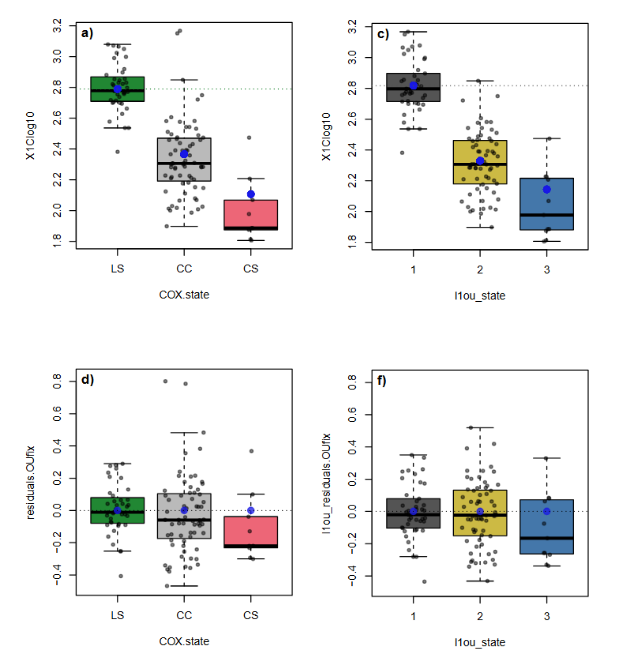 a)
X1Clog10
3.2
3.0
2.8
2.6
2.4
2.2
2.0
1.8
LS CC CS
COX.state
c)
X1Clog10
3.2
3.0
2.8
2.6
2.4
2.2
2.0
1.8
1 2 3
l1ou_state
d)
residuals.OUfix
0.8
0.6
0.4
0.2
0.0
−0.2
−0.4
LS CC CS
COX.state
f)
l1ou_residuals.OUfix
0.8
0.6
0.4
0.2
0.0
−0.2
−0.4
1 2 3
l1ou_state